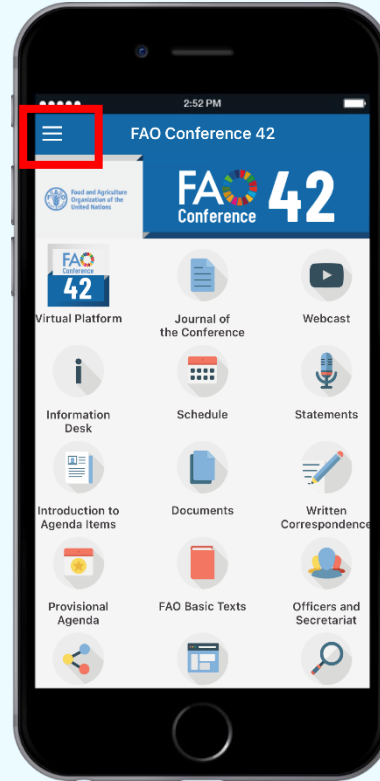 2:52 PM
FAO Conference 42
Food and Agriculture
Organization of the
United Nations
FAO
Conference
42
FAO
Conference
42
Virtual Platform
Journal of
the Conference
Webcast
Information
Desk
Schedule
Statements
Introduction to
Agenda Items
Documents
Written
Correspondence
Provisional
Agenda
FAO Basic Texts
Officers and
Secretariat